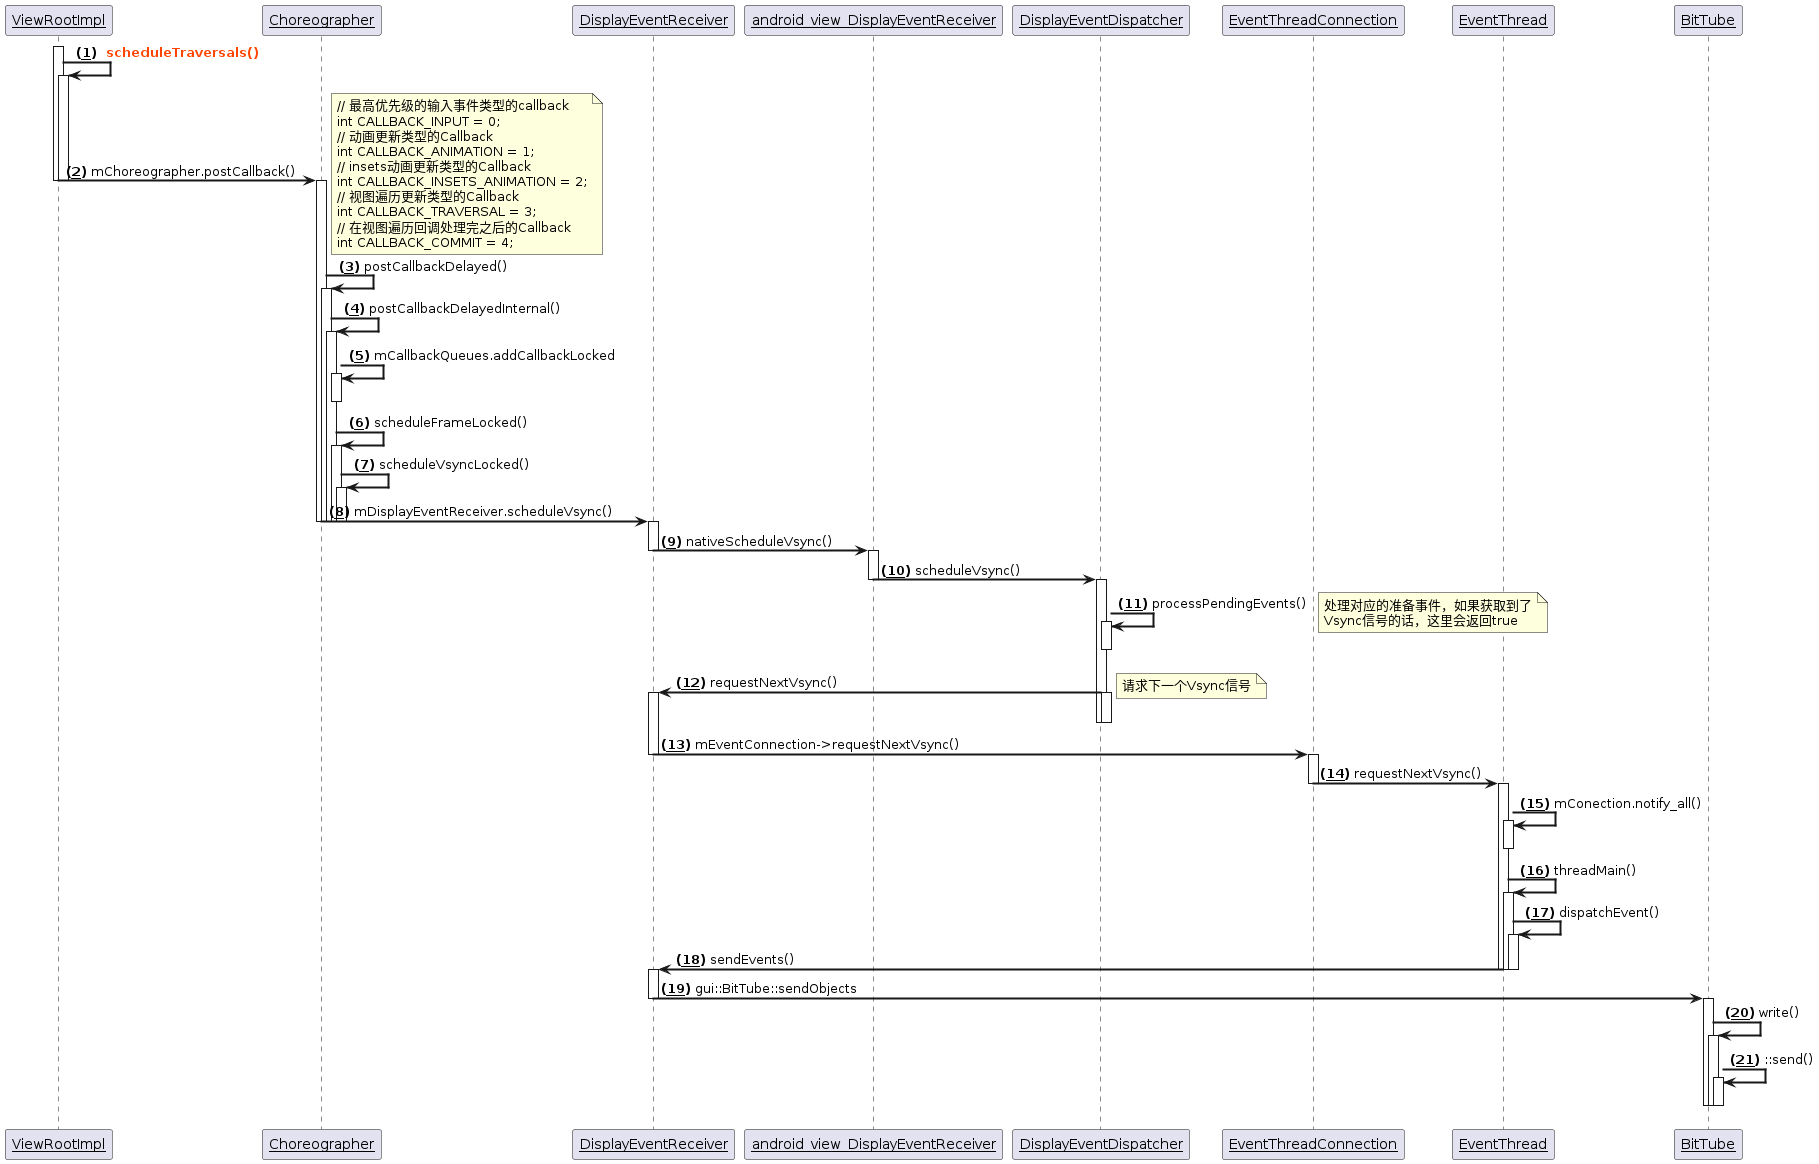 ViewRootImpl
Choreographer
DisplayEventReceiver
android_view_DisplayEventReceiver
DisplayEventDispatcher
EventThreadConnection
EventThread
BitTube
(1) scheduleTraversals()
// 最高优先级的输入事件类型的callback
int CALLBACK_INPUT = 0;
// 动画更新类型的Callback
int CALLBACK_ANIMATION = 1;
// insets动画更新类型的Callback
int CALLBACK_INSETS_ANIMATION = 2;
// 视图遍历更新类型的Callback
int CALLBACK_TRAVERSAL = 3;
// 在视图遍历回调处理完之后的Callback
int CALLBACK_COMMIT = 4;
(2) mChoreographer.postCallback()
(3) postCallbackDelayed()
(4) postCallbackDelayedInternal()
(5) mCallbackQueues.addCallbackLocked
(6) scheduleFrameLocked()
(7) scheduleVsyncLocked()
(8) mDisplayEventReceiver.scheduleVsync()
(9) nativeScheduleVsync()
(10) scheduleVsync()
(11) processPendingEvents()
处理对应的准备事件，如果获取到了
Vsync信号的话，这里会返回true
(12) requestNextVsync()
请求下一个Vsync信号
(13) mEventConnection->requestNextVsync()
(14) requestNextVsync()
(15) mConection.notify_all()
(16) threadMain()
(17) dispatchEvent()
(18) sendEvents()
(19) gui::BitTube::sendObjects
(20) write()
(21) ::send()
ViewRootImpl
Choreographer
DisplayEventReceiver
android_view_DisplayEventReceiver
DisplayEventDispatcher
EventThreadConnection
EventThread
BitTube